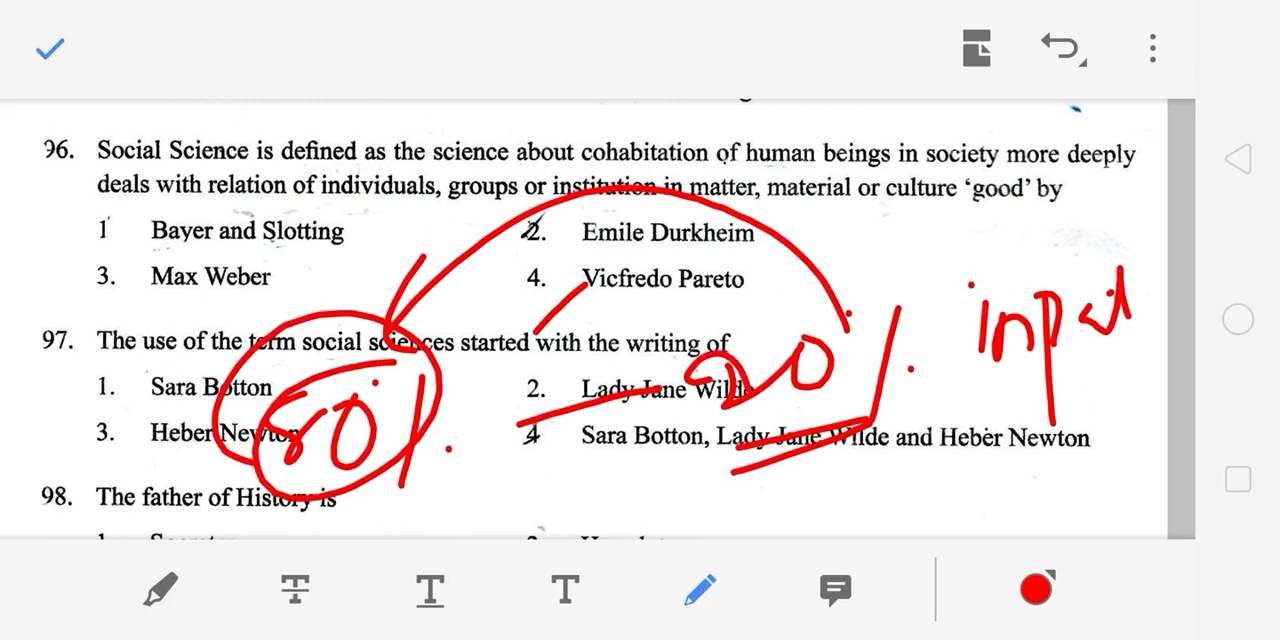 96. Social Science is defined as the science about cohabitation of human beings in society more deeply
deals with relation of individuals, groups or institution in matter, material or culture ‘good’ by
1 Bayer and Slotting 2. Emile Durkheim
3. Max Weber 4. Vicfredo Pareto
97. The use of the term social sciences started with the writing of
1. Sara Botton 2. Lady Jane Wilde
3. Heber Newton 4 Sara Botton, Lady Jane Wilde and Heber Newton
80%. 20%. input
98. The father of History is